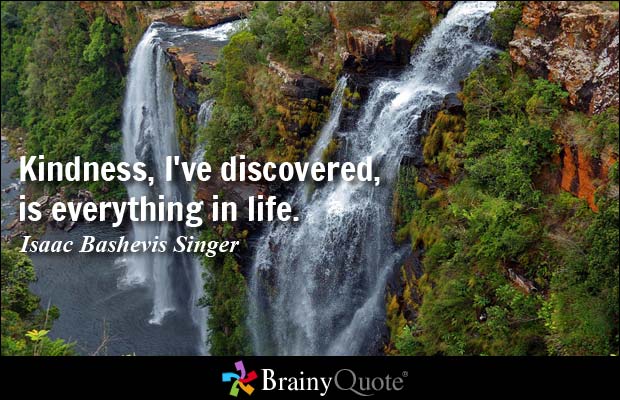 Kindness, I've discovered,
is everything in life.
Isaac Bashevis Singer
BrainyQuote®